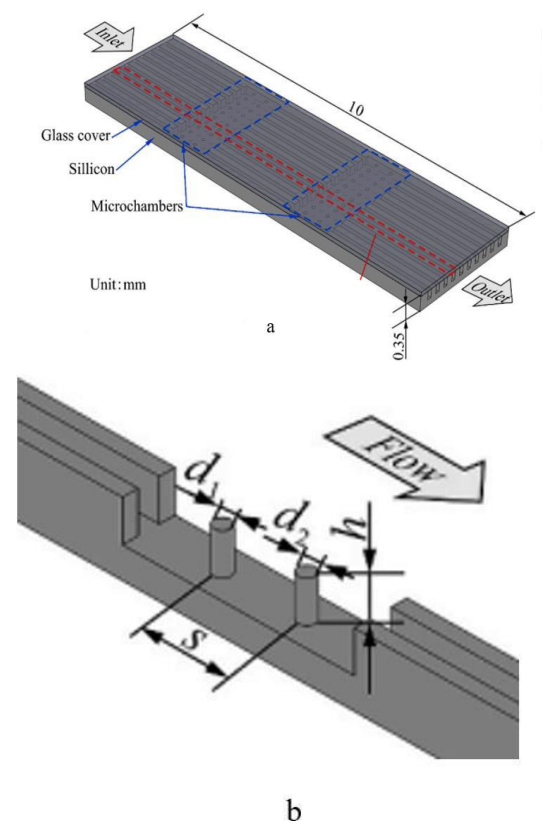 Inlet
10
Glass cover
Sillicon
Microchambers
Unit:mm
Outlet
0.35
a
Flow
d₁
d₂
h
s
b